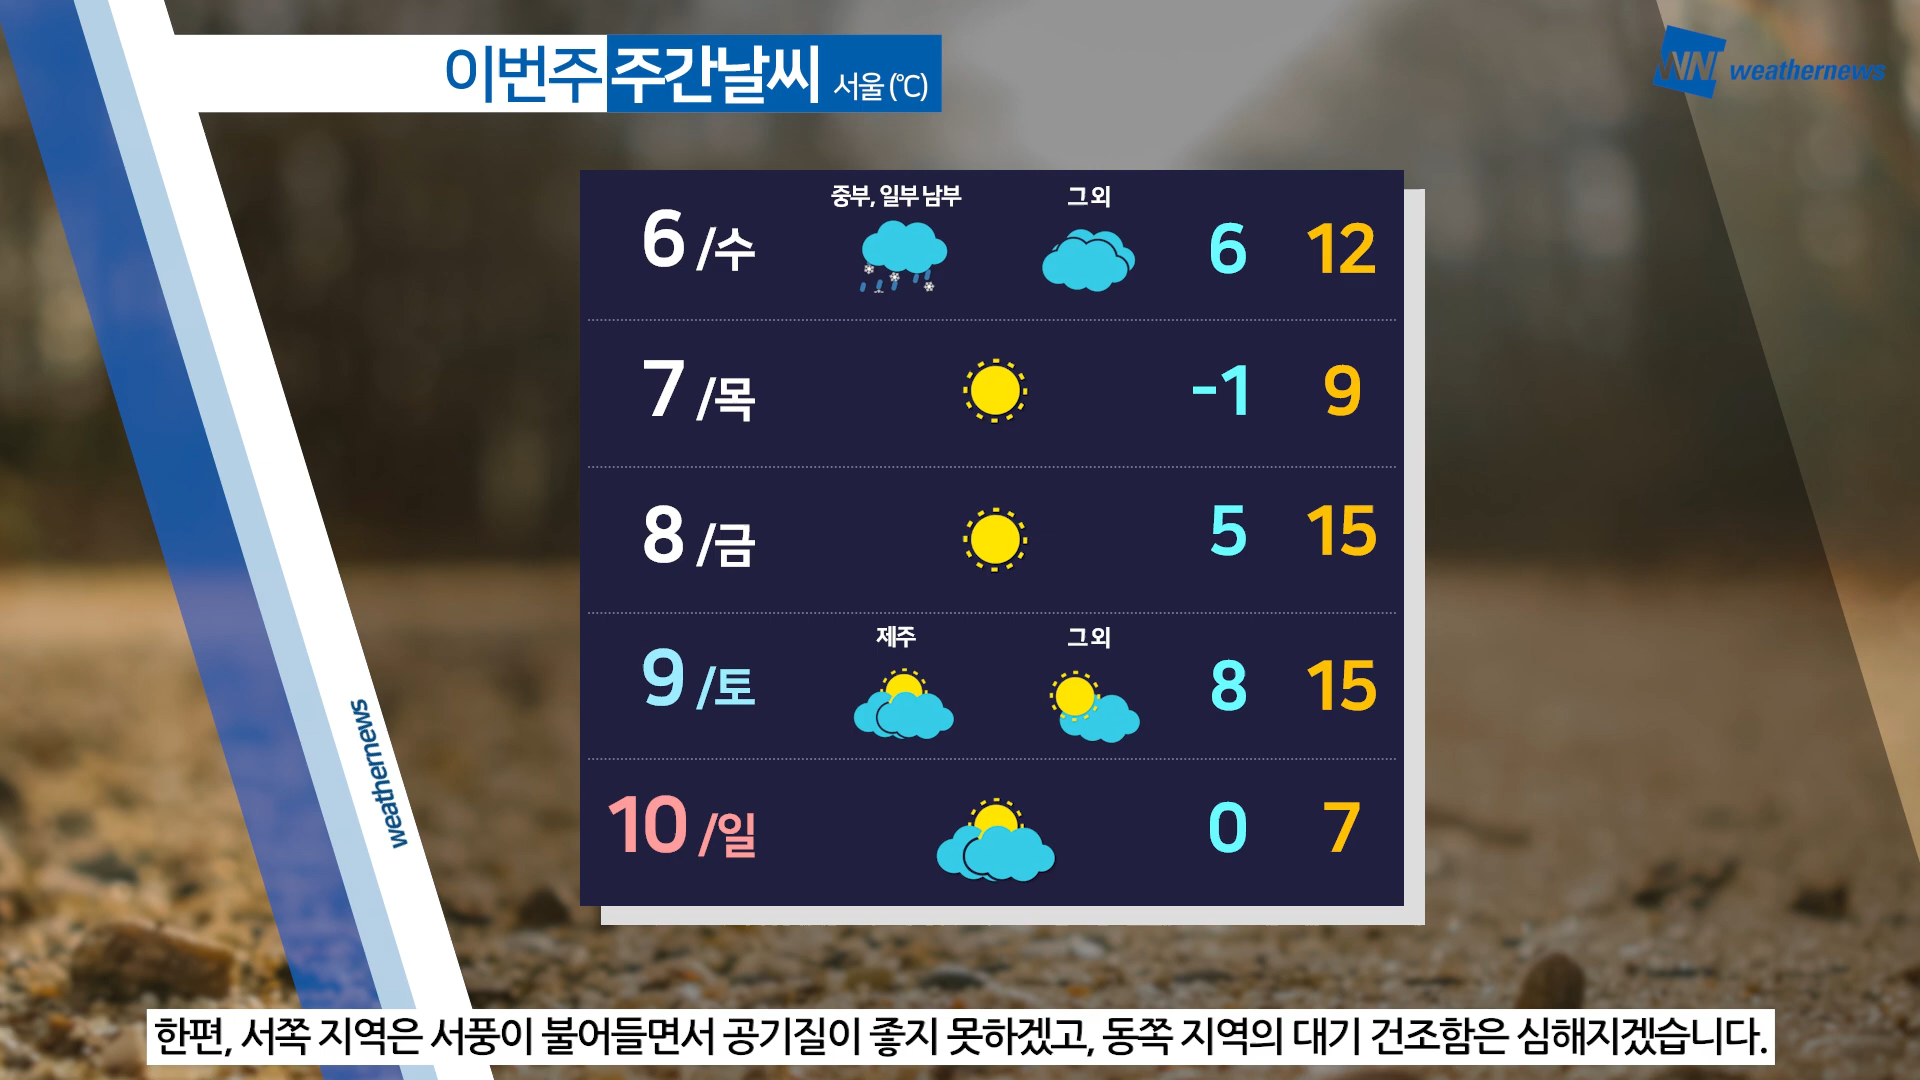 이번주 주간날씨 서울 (℃)
WNI weathernews
중부, 일부 남부 그 외
6 /수 6 12
7 /목 -1 9
8 /금 5 15
제주 그 외
9 /토 8 15
10 /일 0 7
weathernews
한편, 서쪽 지역은 서풍이 불어들면서 공기질이 좋지 못하겠고, 동쪽 지역의 대기 건조함은 심해지겠습니다.